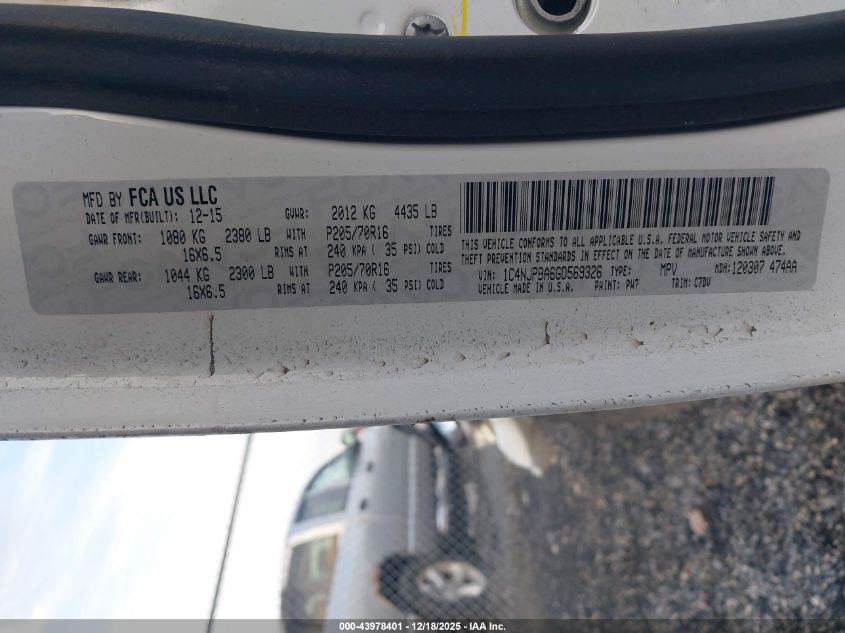 MFD BY FCA US LLC
DATE OF MFR(BUILT): 12-15 GVWR: 2012 KG 4435 LB
GAWR FRONT: 1080 KG 2380 LB WITH P205/70R16 TIRES
16X6.5 RIMS AT 240 KPA ( 35 PSI) COLD
GAWR REAR: 1044 KG 2300 LB WITH P205/70R16 TIRES
16X6.5 RIMS AT 240 KPA ( 35 PSI) COLD
THIS VEHICLE CONFORMS TO ALL APPLICABLE U.S.A. FEDERAL MOTOR VEHICLE SAFETY AND
THEFT PREVENTION STANDARDS IN EFFECT ON THE DATE OF MANUFACTURE SHOWN ABOVE.
VIN: 1C4NJPBA6GD569326 TYPE: MPV MDH: 120307 474AA
VEHICLE MADE IN U.S.A. PAINT: PW7 TRIM: C7DV
000-43978401 - 12/18/2025 - IAA Inc.